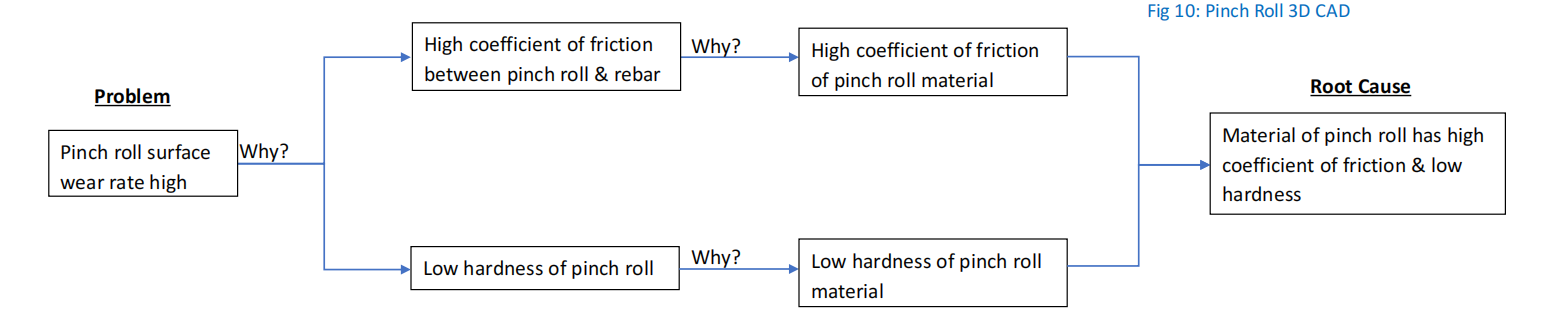 Fig 10: Pinch Roll 3D CAD
Problem
Pinch roll surface
wear rate high
Why?
High coefficient of friction
between pinch roll & rebar
Why?
High coefficient of friction
of pinch roll material
Low hardness of pinch roll
Why?
Low hardness of pinch roll
material
Root Cause
Material of pinch roll has high
coefficient of friction & low
hardness